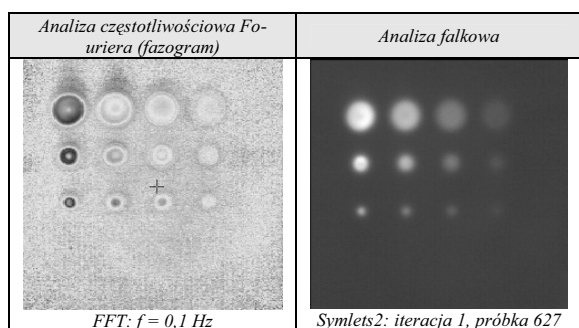 Analiza częstotliwościowa Fo-
uriera (fazogram)
Analiza falkowa
FFT: f = 0,1 Hz
Symlets2: iteracja 1, próbka 627